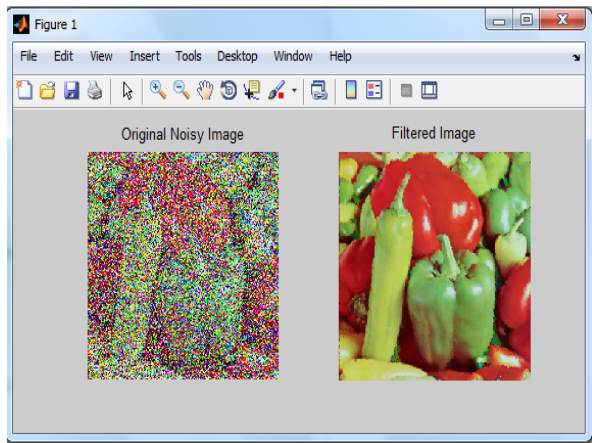 Figure 1
File Edit View Insert Tools Desktop Window Help
Original Noisy Image
Filtered Image